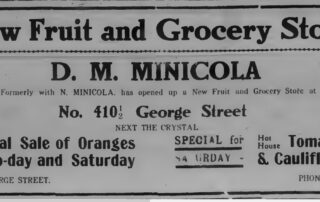 w Fruit and Grocery Sto
D. M. MINICOLA
Formerly with N. MINICOLA, has opened up a New Fruit and Grocery Store at
No. 410½ George Street
NEXT THE CRYSTAL
al Sale of Oranges
o-day and Saturday
SPECIAL for
Hot House Toma
& Caulifl
RGE STREET.
PHON